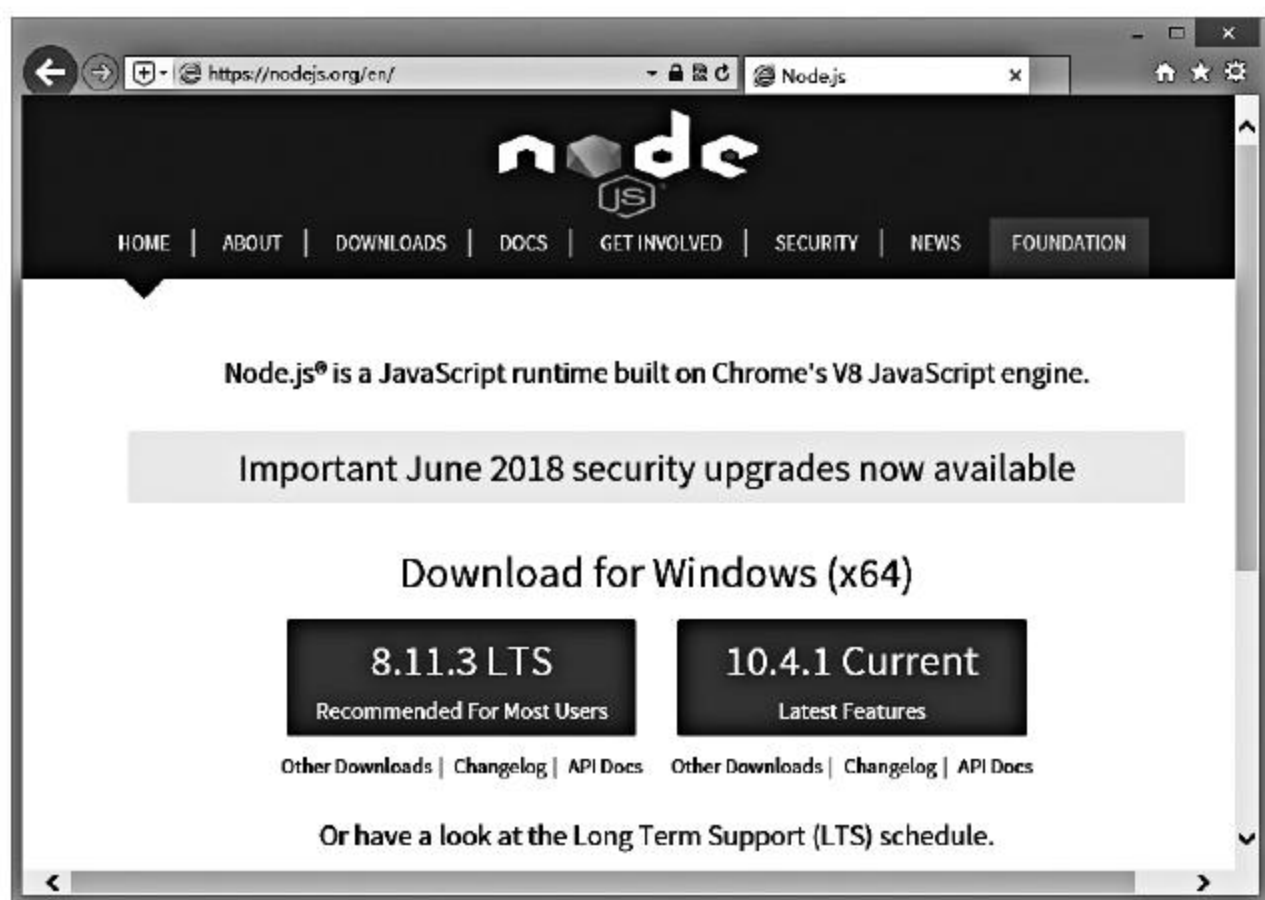 https://nodejs.org/en/
Node.js
node
JS
HOME | ABOUT | DOWNLOADS | DOCS | GET INVOLVED | SECURITY | NEWS FOUNDATION
Node.js® is a JavaScript runtime built on Chrome's V8 JavaScript engine.
Important June 2018 security upgrades now available
Download for Windows (x64)
8.11.3 LTS
Recommended For Most Users
Other Downloads | Changelog | API Docs
10.4.1 Current
Latest Features
Other Downloads | Changelog | API Docs
Or have a look at the Long Term Support (LTS) schedule.